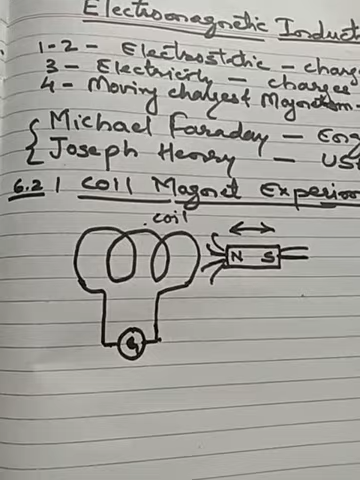 Electromagnetic Induct
1-2 - Electrostatic - charg
3 - Electricity - charges
4 - Moving charges & Magnetism
Michael Faraday - Eng
Joseph Henry - US
6.2 | Coil Magnet Experim
coil
N S
G